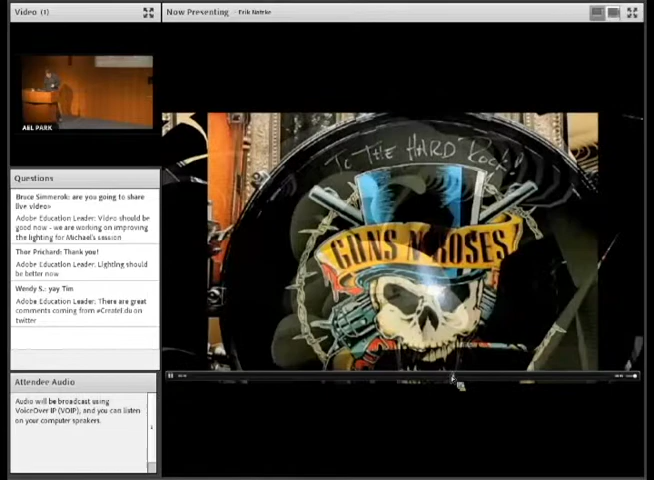 Video (1)
Now Presenting - Erik Natzke
AEL PARK
Questions
Bruce Simmerok: are you going to share
live video>
Adobe Education Leader: Video should be
good now - we are working on improving
the lighting for Michael's session
Thor Prichard: Thank you!
Adobe Education Leader: Lighting should
be better now
Wendy S.: yay Tim
Adobe Education Leader: There are great
comments coming from #CreateEdu on
twitter
Attendee Audio
Audio will be broadcast using
VoiceOver IP (VOIP), and you can listen
on your computer speakers.
TO THE HARD ROCK!!
GUNS N' ROSES